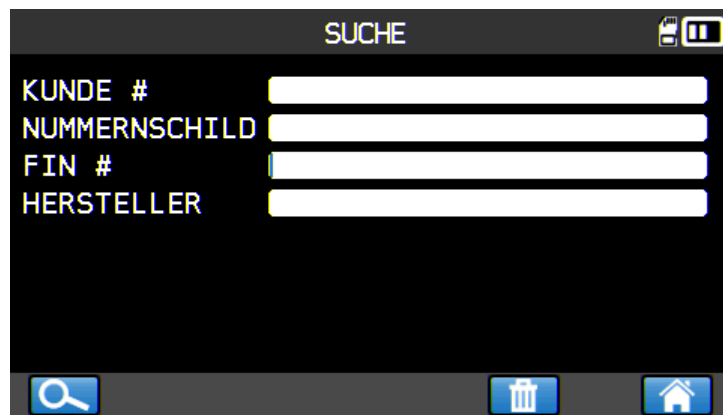 SUCHE
KUNDE #
NUMMERNSCHILD
FIN #
HERSTELLER